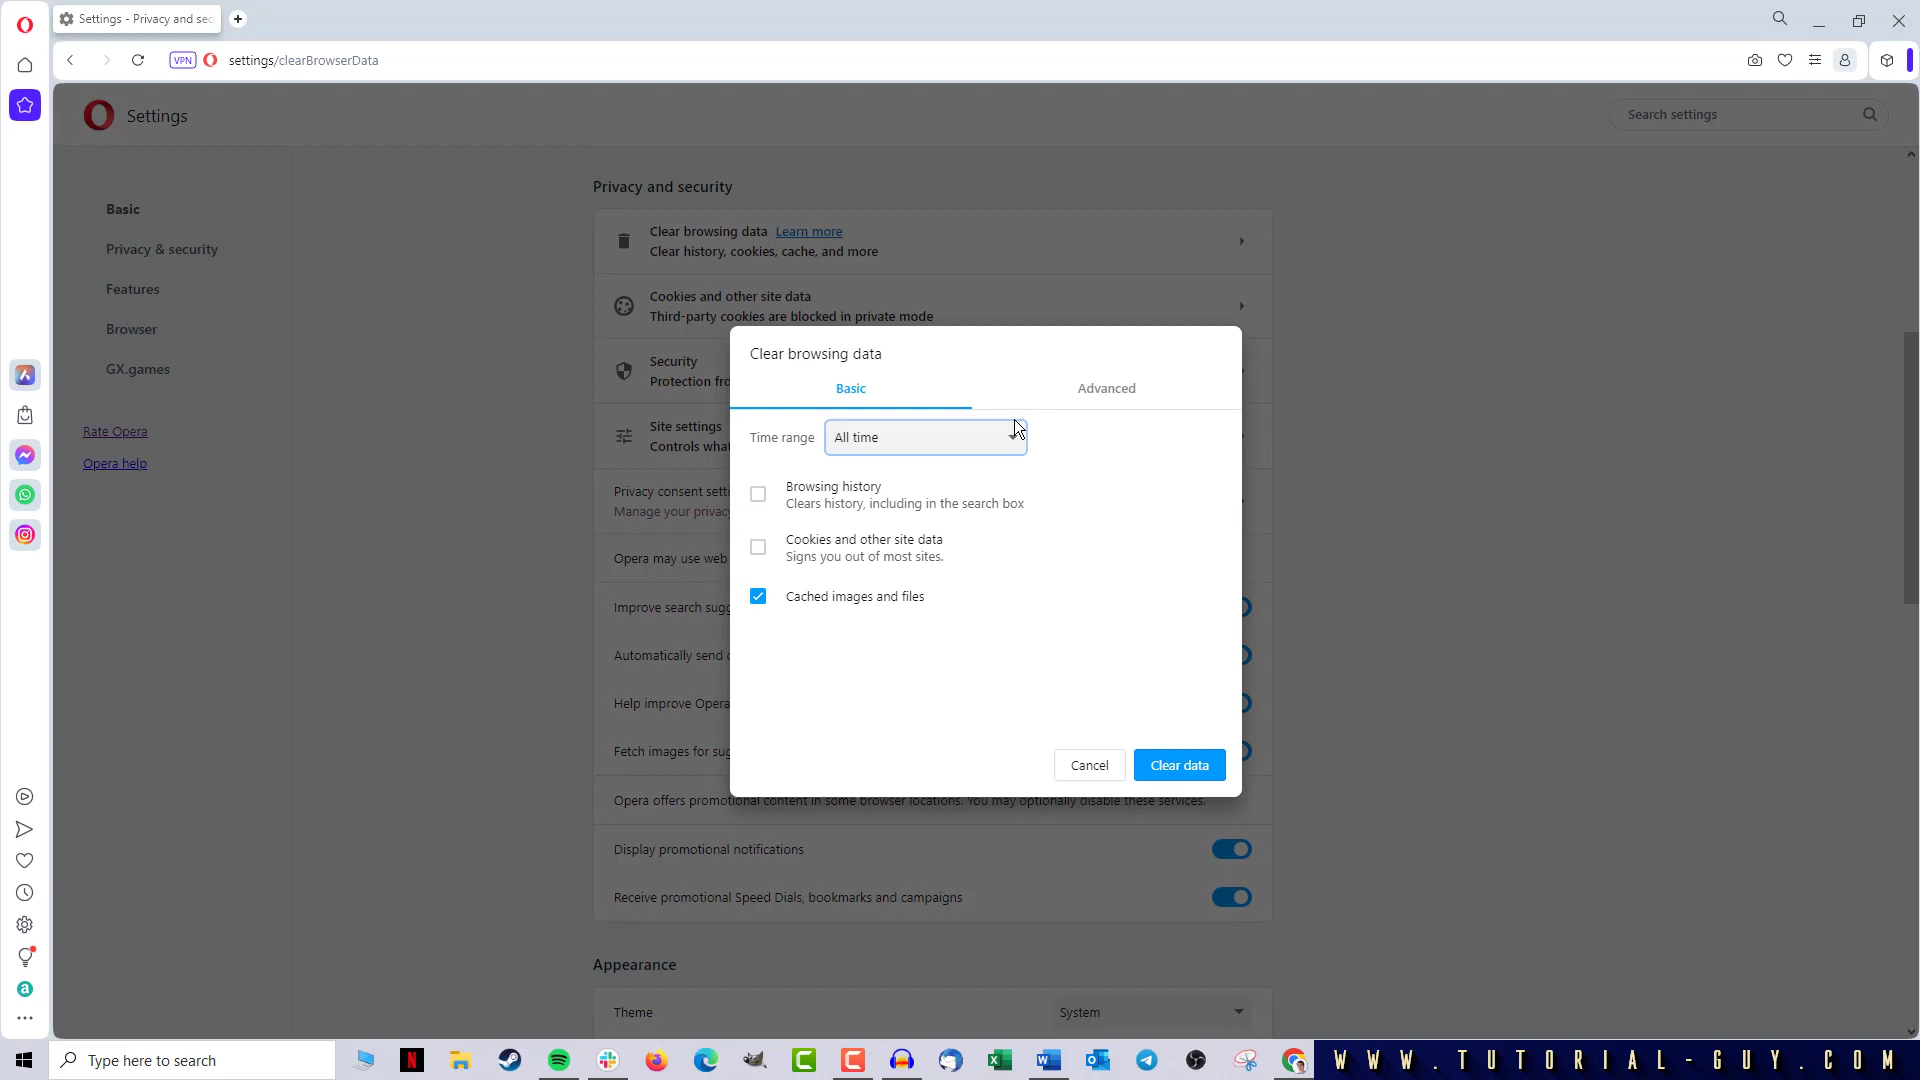 Settings - Privacy and sec
VPN
settings/clearBrowserData
Settings
Search settings
Basic
Privacy & security
Features
Browser
GX.games
Rate Opera
Opera help
Privacy and security
Clear browsing data Learn more
Clear history, cookies, cache, and more
Cookies and other site data
Third-party cookies are blocked in private mode
Security
Protection fro
Site settings
Controls wha
Privacy consent setti
Manage your privacy
Opera may use web
Improve search sugg
Automatically send c
Help improve Opera
Fetch images for sug
Opera offers promotional content in some browser locations. You may optionally disable these services.
Display promotional notifications
Receive promotional Speed Dials, bookmarks and campaigns
Appearance
Theme
System
Clear browsing data
Basic
Advanced
Time range
All time
Browsing history
Clears history, including in the search box
Cookies and other site data
Signs you out of most sites.
Cached images and files
Cancel
Clear data
Type here to search
WWW.TUTORIAL-GUY.COM